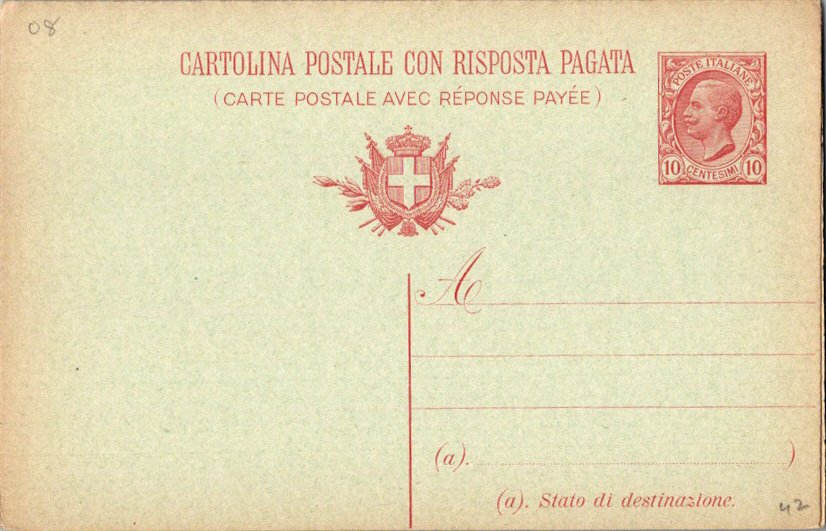 08
CARTOLINA POSTALE CON RISPOSTA PAGATA
(CARTE POSTALE AVEC RÉPONSE PAYÉE)
POSTE ITALIANE
10 CENTESIMI 10
A
(a).
)
(a). Stato di destinazione.
42